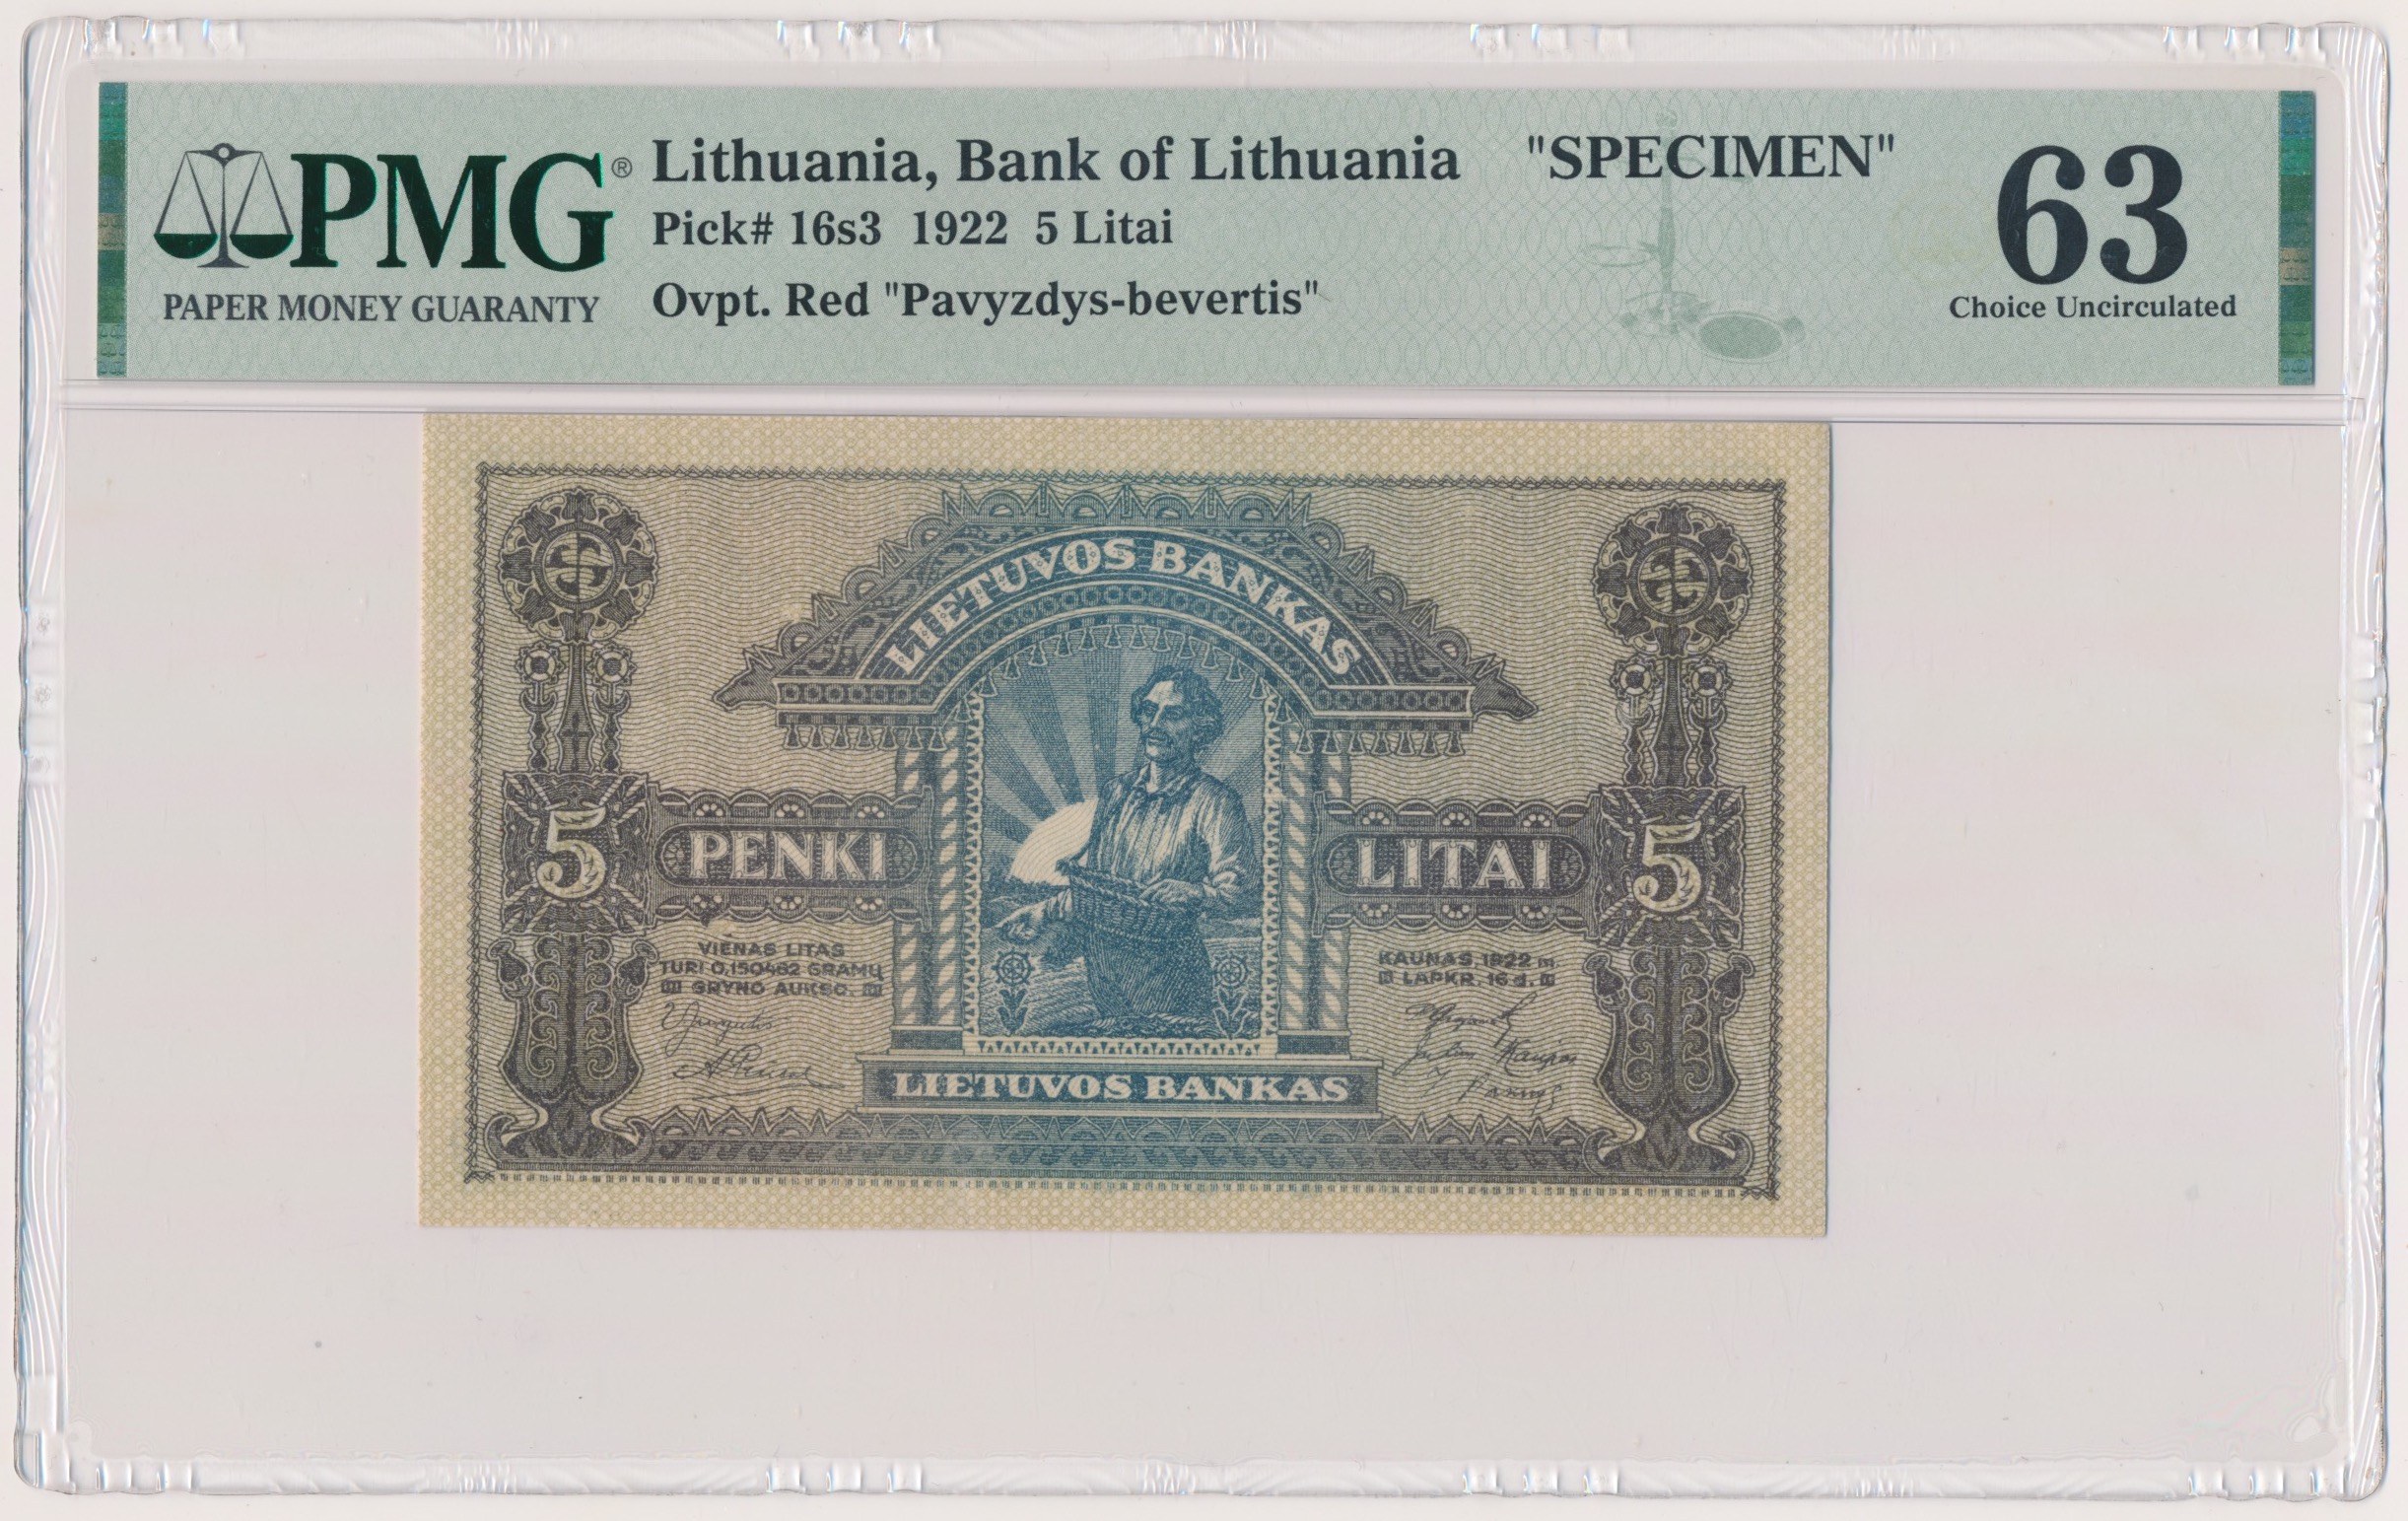 PMG®
PAPER MONEY GUARANTY
Lithuania, Bank of Lithuania "SPECIMEN"
Pick# 16s3 1922 5 Litai
Ovpt. Red "Pavyzdys-bevertis"
63
Choice Uncirculated
LIETUVOS BANKAS
5 PENKI LITAI 5
VIENAS LITAS
TURI 0,150462 GRAMŲ
GRYNO AUKSO.
KAUNAS, 1922 m.
LAPKR. 16 d.
LIETUVOS BANKAS